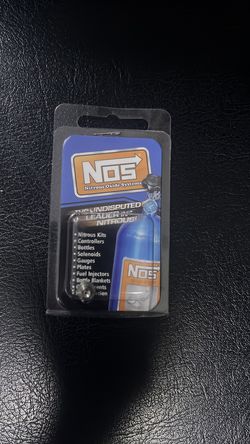 NOS
Nitrous Oxide Systems
THE UNDISPUTED
LEADER IN
NITROUS!
• Nitrous Kits
• Controllers
• Bottles
• Solenoids
• Gauges
• Plates
• Fuel Injectors
• Bottle Blankets
NOS